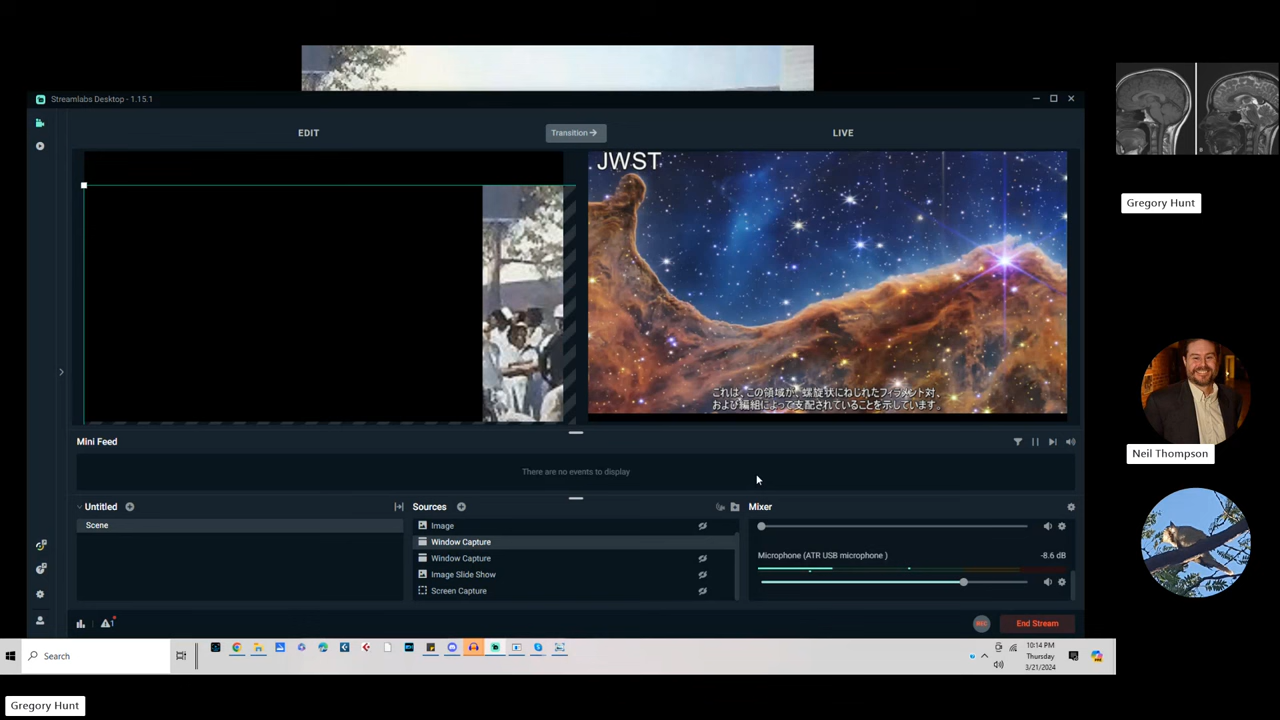 Streamlabs Desktop - 1.15.1
EDIT
Transition
LIVE
JWST
これは、この領域が、螺旋状にねじれたフィラメント対、
および編組によって支配されていることを示しています。
Mini Feed
There are no events to display
Untitled
Scene
Sources
Image
Window Capture
Window Capture
Image Slide Show
Screen Capture
Mixer
Microphone (ATR USB microphone )
-8.6 dB
1
REC
End Stream
Search
10:14 PM
Thursday
3/21/2024
Gregory Hunt
Neil Thompson
Gregory Hunt